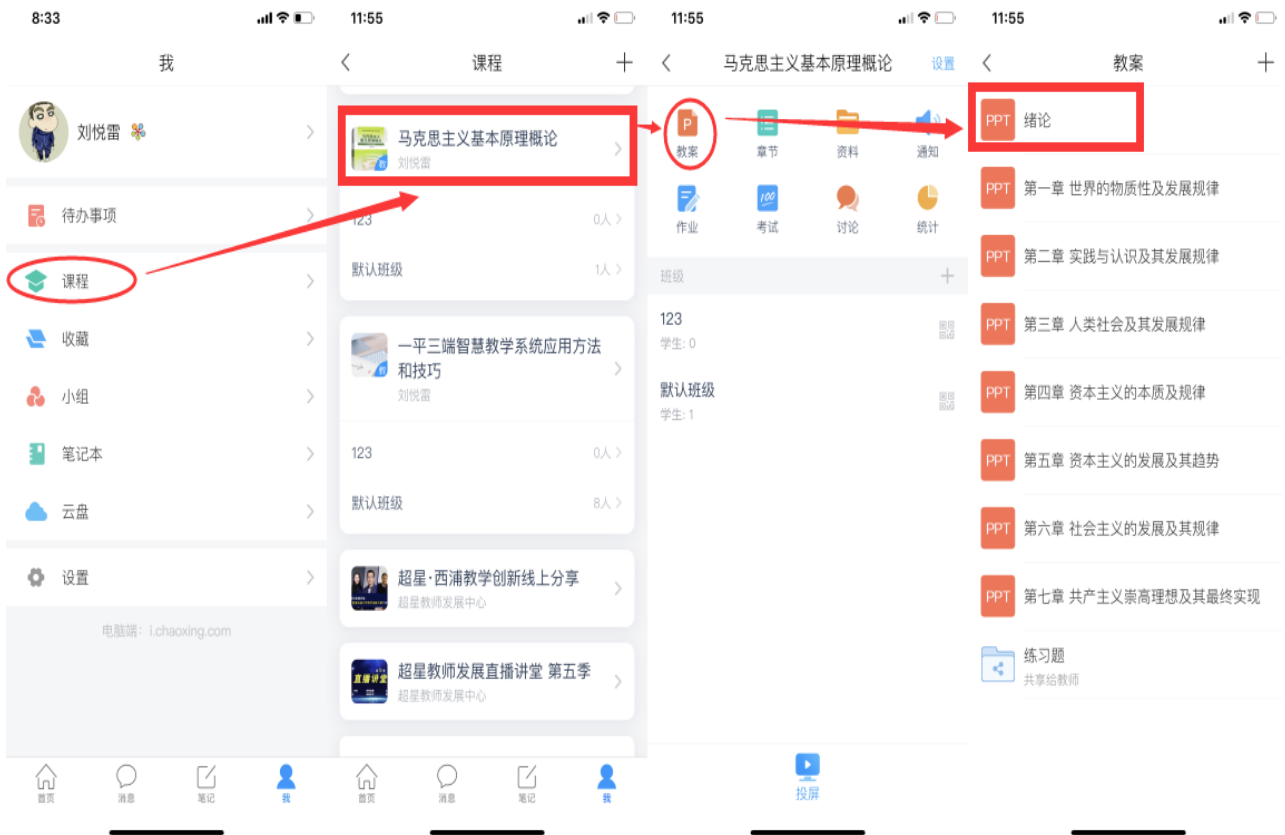 8:33
我
刘悦雷
待办事项
课程
收藏
小组
笔记本
云盘
设置
电脑端：i.chaoxing.com
首页
消息
笔记
我
11:55
课程
马克思主义基本原理概论
刘悦雷
123
0人
默认班级
1人
一平三端智慧教学系统应用方法
和技巧
刘悦雷
123
0人
默认班级
8人
超星·西浦教学创新线上分享
超星教师发展中心
直播讲堂
超星教师发展直播讲堂 第五季
超星教师发展中心
首页
消息
笔记
我
11:55
马克思主义基本原理概论
设置
P
教案
章节
资料
通知
作业
100
考试
讨论
统计
班级
123
学生: 0
默认班级
学生: 1
投屏
11:55
教案
PPT 绪论
PPT 第一章 世界的物质性及发展规律
PPT 第二章 实践与认识及其发展规律
PPT 第三章 人类社会及其发展规律
PPT 第四章 资本主义的本质及规律
PPT 第五章 资本主义的发展及其趋势
PPT 第六章 社会主义的发展及其规律
PPT 第七章 共产主义崇高理想及其最终实现
练习题
共享给教师